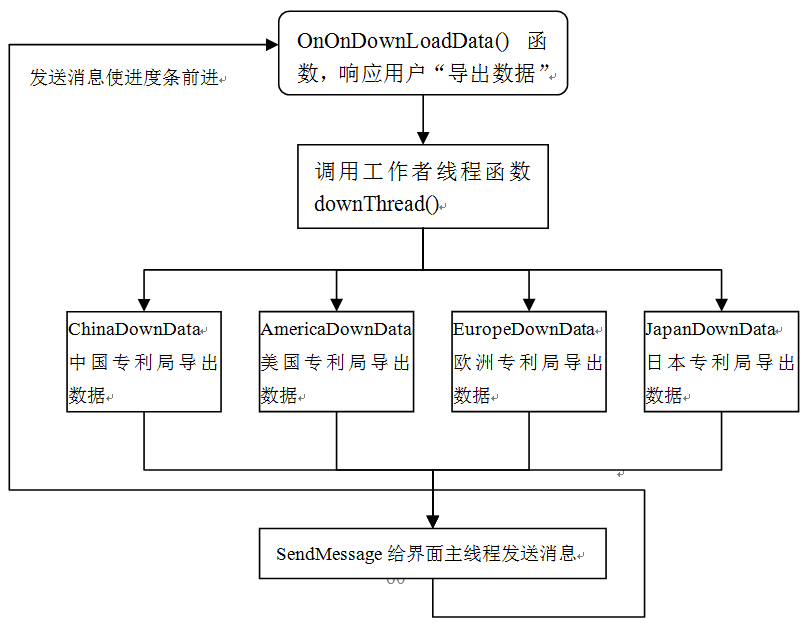 OnOnDownLoadData() 函
数，响应用户“导出数据”
发送消息使进度条前进
调用工作者线程函数
downThread()
ChinaDownData
中国专利局导出
数据
AmericaDownData
美国专利局导出
数据
EuropeDownData
欧洲专利局导出
数据
JapanDownData
日本专利局导出
数据
SendMessage 给界面主线程发送消息